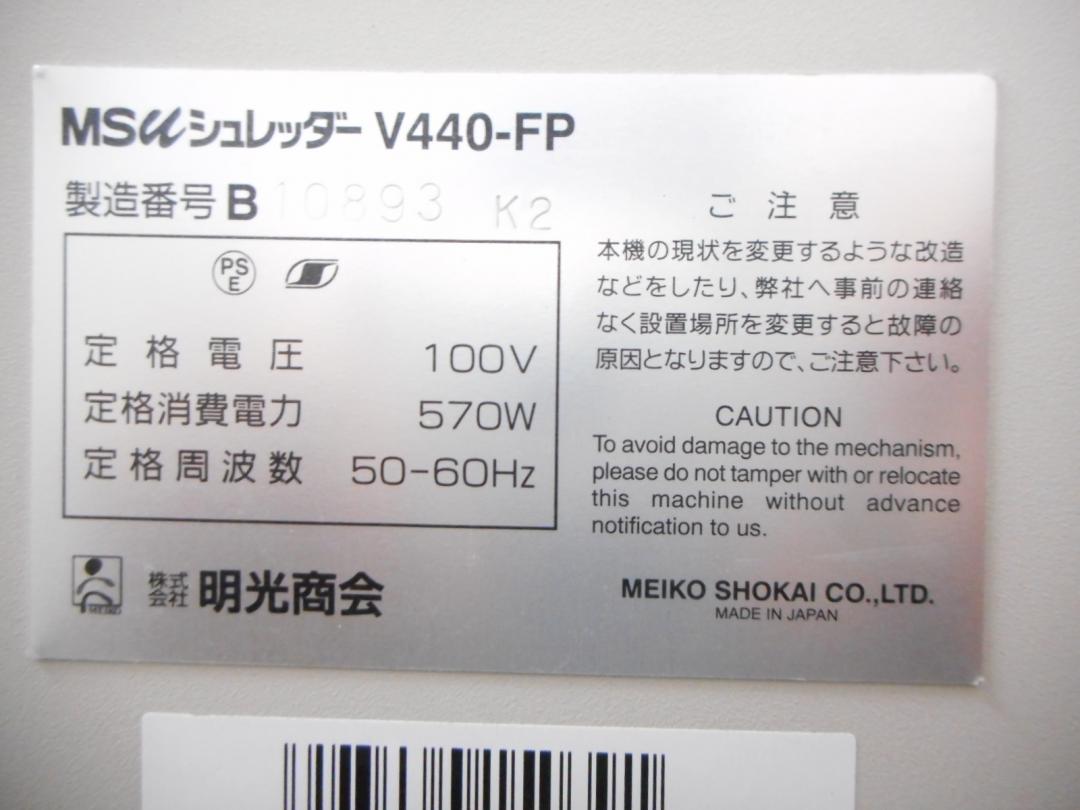 MSuシュレッダー V440-FP
製造番号 B 10893 K2
PS
E
定格電圧 100V
定格消費電力 570W
定格周波数 50-60Hz
ご注意
本機の現状を変更するような改造
などをしたり、弊社へ事前の連絡
なく設置場所を変更すると故障の
原因となりますので、ご注意下さい。
CAUTION
To avoid damage to the mechanism,
please do not tamper with or relocate
this machine without advance
notification to us.
MEIKO
株式会社 明光商会
MEIKO SHOKAI CO.,LTD.
MADE IN JAPAN